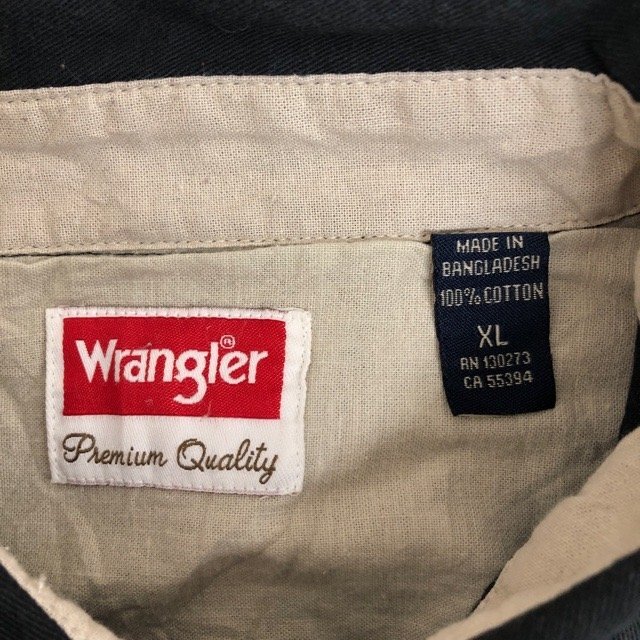 Wrangler®
Premium Quality
MADE IN
BANGLADESH
100% COTTON
XL
RN 130273
CA 55394